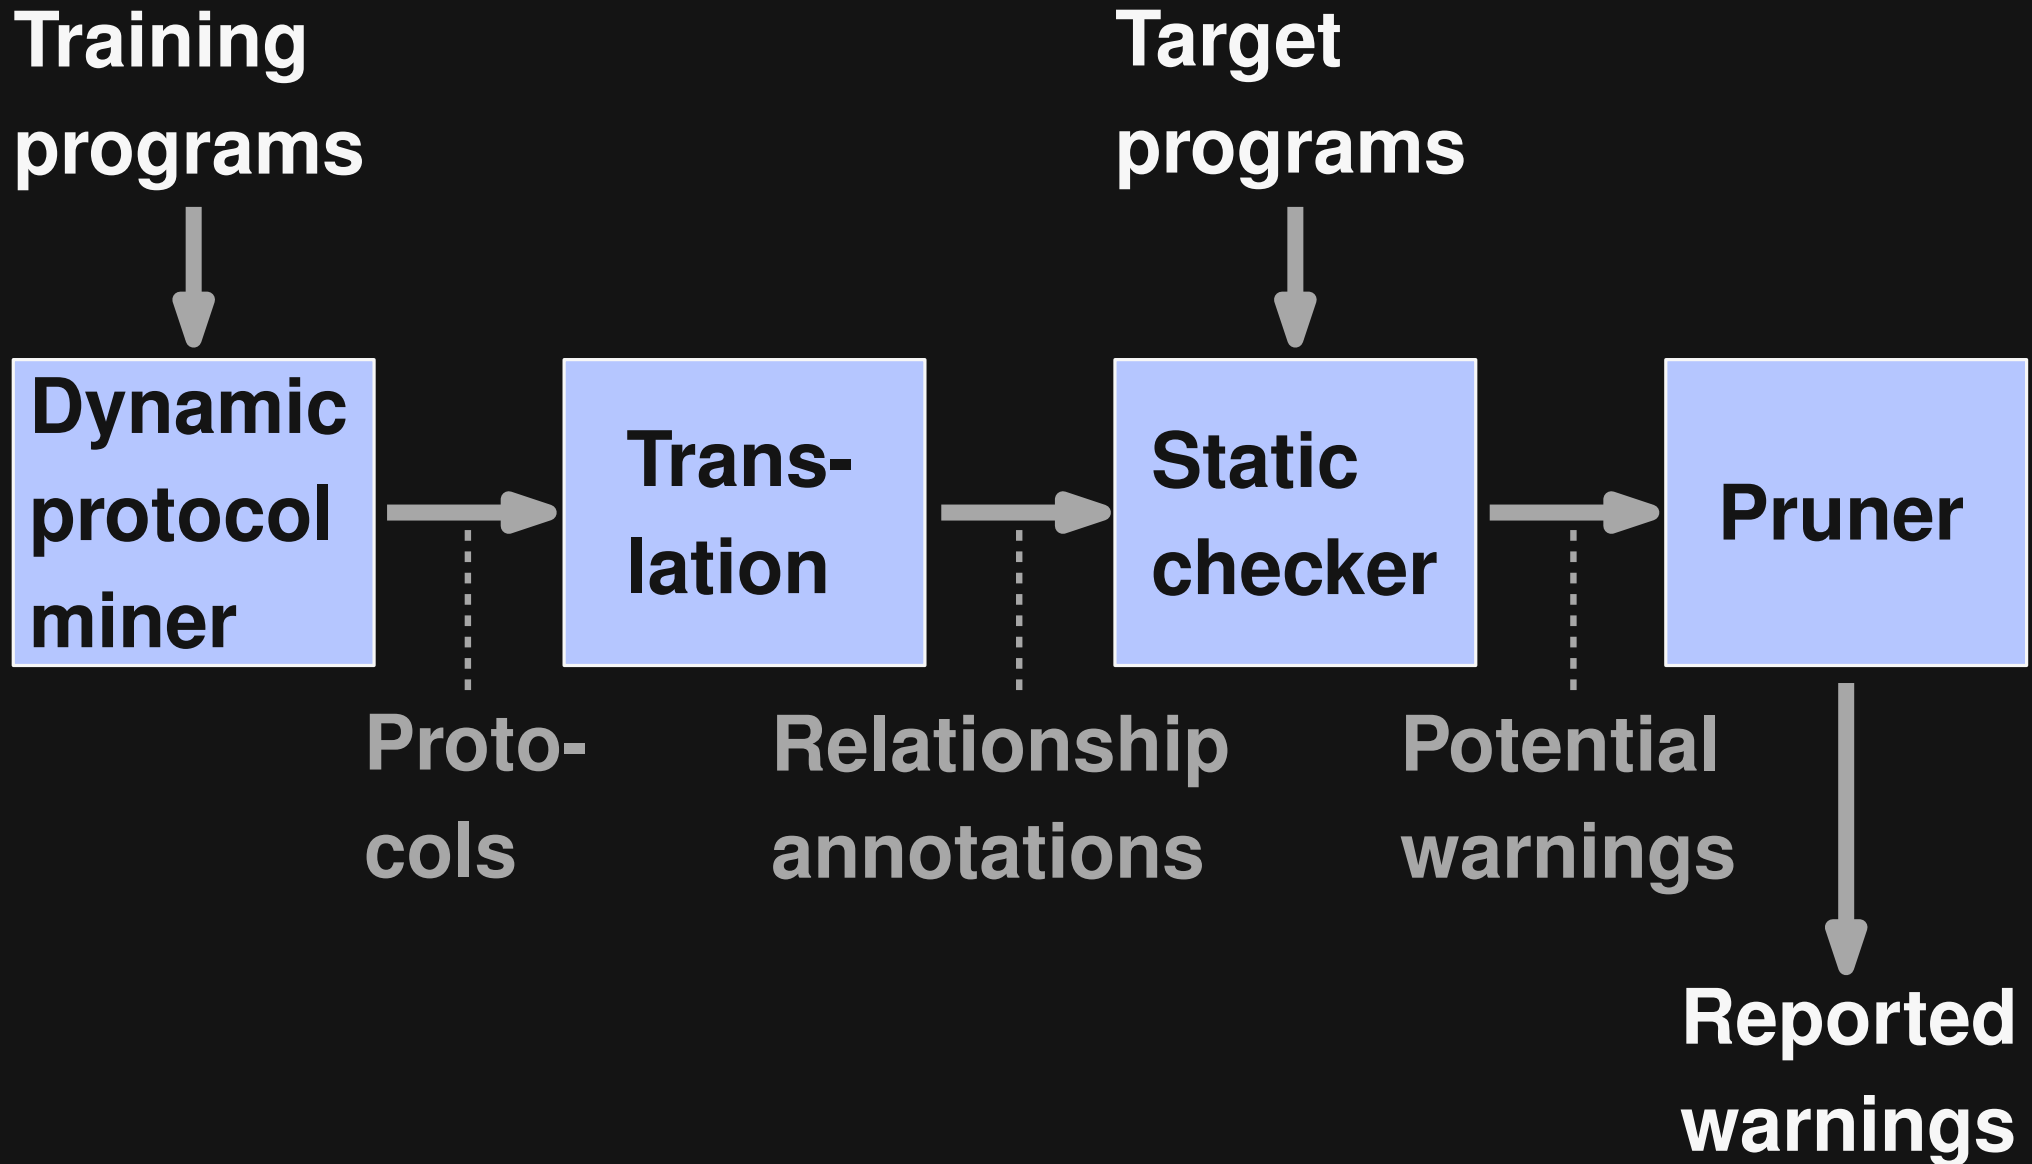 Training
programs
Target
programs
Dynamic
protocol
miner
Trans-
lation
Static
checker
Pruner
Proto-
cols
Relationship
annotations
Potential
warnings
Reported
warnings